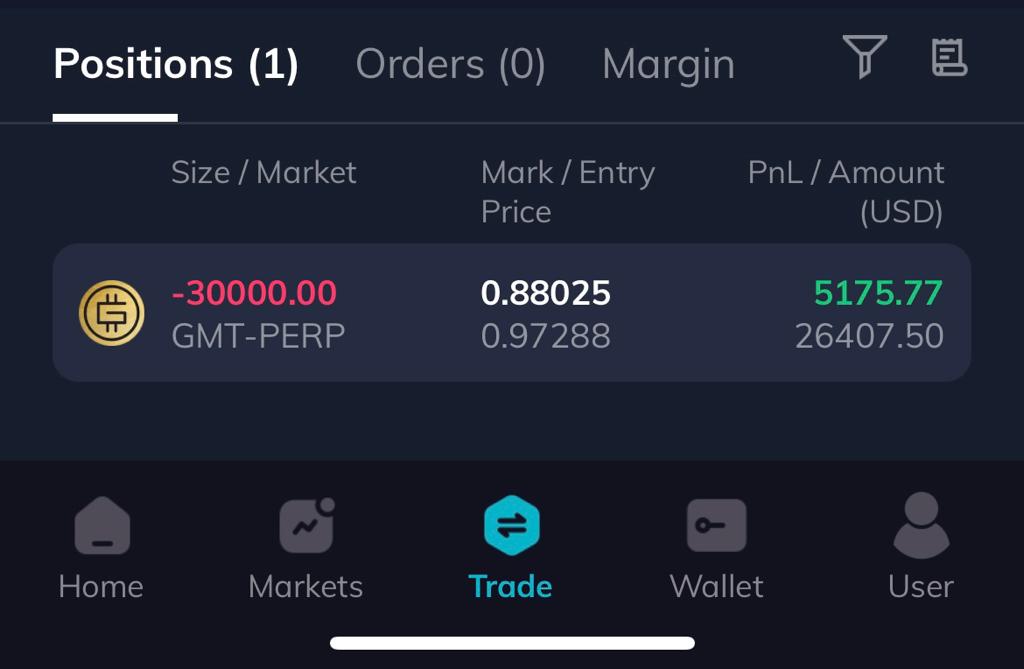 Positions (1) Orders (0) Margin
Size / Market Mark / Entry PnL / Amount
Price (USD)
-30000.00 0.88025 5175.77
GMT-PERP 0.97288 26407.50
Home Markets Trade Wallet User